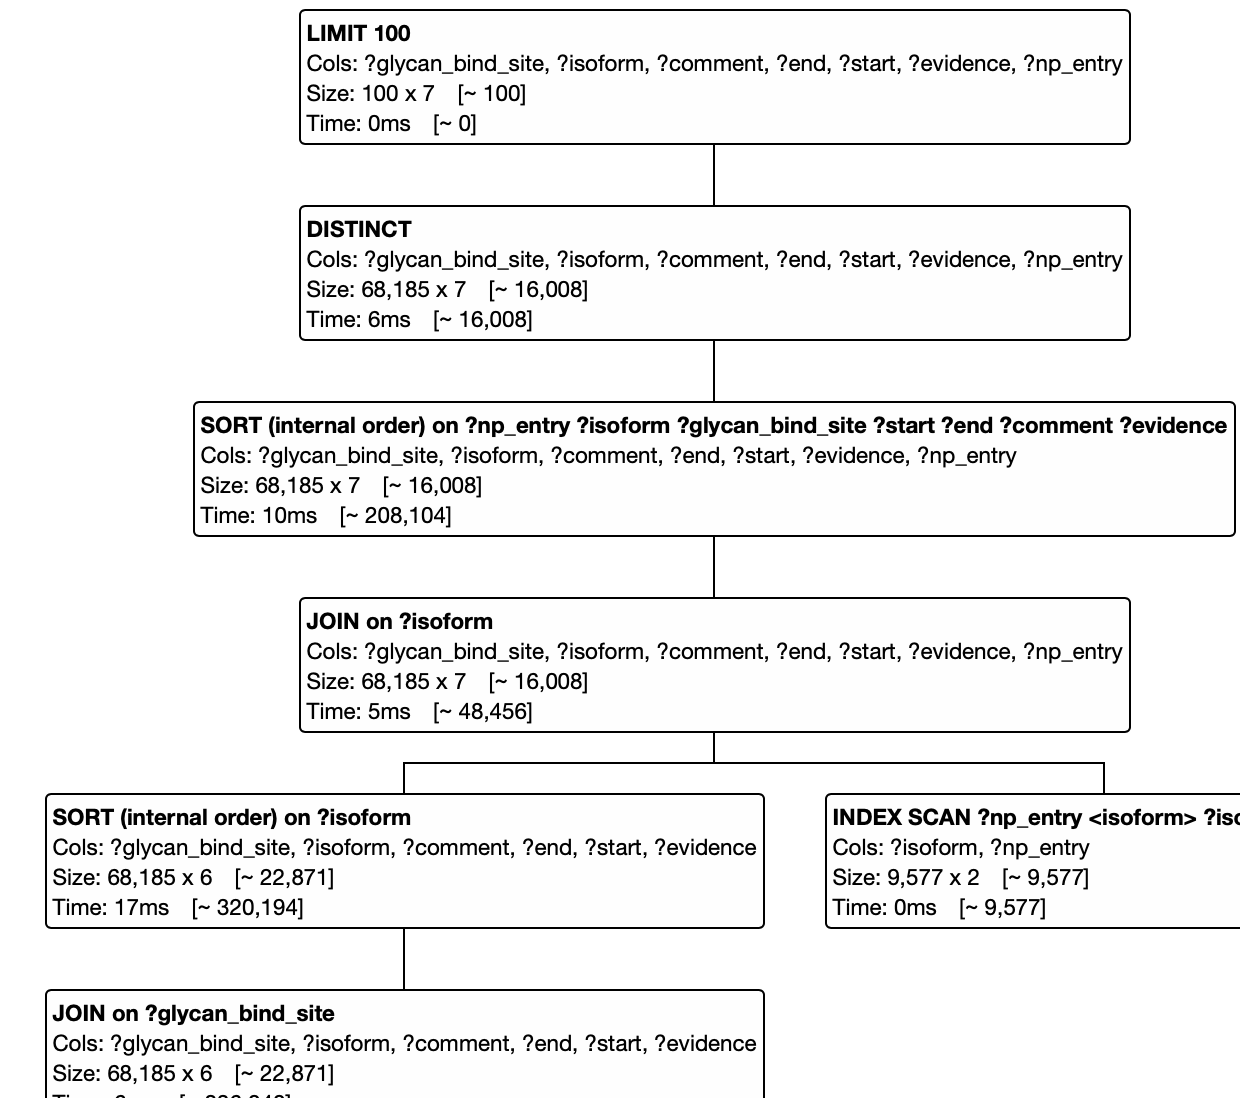 LIMIT 100
Cols: ?glycan_bind_site, ?isoform, ?comment, ?end, ?start, ?evidence, ?np_entry
Size: 100 x 7 [~ 100]
Time: 0ms [~ 0]
DISTINCT
Cols: ?glycan_bind_site, ?isoform, ?comment, ?end, ?start, ?evidence, ?np_entry
Size: 68,185 x 7 [~ 16,008]
Time: 6ms [~ 16,008]
SORT (internal order) on ?np_entry ?isoform ?glycan_bind_site ?start ?end ?comment ?evidence
Cols: ?glycan_bind_site, ?isoform, ?comment, ?end, ?start, ?evidence, ?np_entry
Size: 68,185 x 7 [~ 16,008]
Time: 10ms [~ 208,104]
JOIN on ?isoform
Cols: ?glycan_bind_site, ?isoform, ?comment, ?end, ?start, ?evidence, ?np_entry
Size: 68,185 x 7 [~ 16,008]
Time: 5ms [~ 48,456]
SORT (internal order) on ?isoform
Cols: ?glycan_bind_site, ?isoform, ?comment, ?end, ?start, ?evidence
Size: 68,185 x 6 [~ 22,871]
Time: 17ms [~ 320,194]
INDEX SCAN ?np_entry <isoform>
Cols: ?isoform, ?np_entry
Size: 9,577 x 2 [~ 9,577]
Time: 0ms [~ 9,577]
JOIN on ?glycan_bind_site
Cols: ?glycan_bind_site, ?isoform, ?comment, ?end, ?start, ?evidence
Size: 68,185 x 6 [~ 22,871]